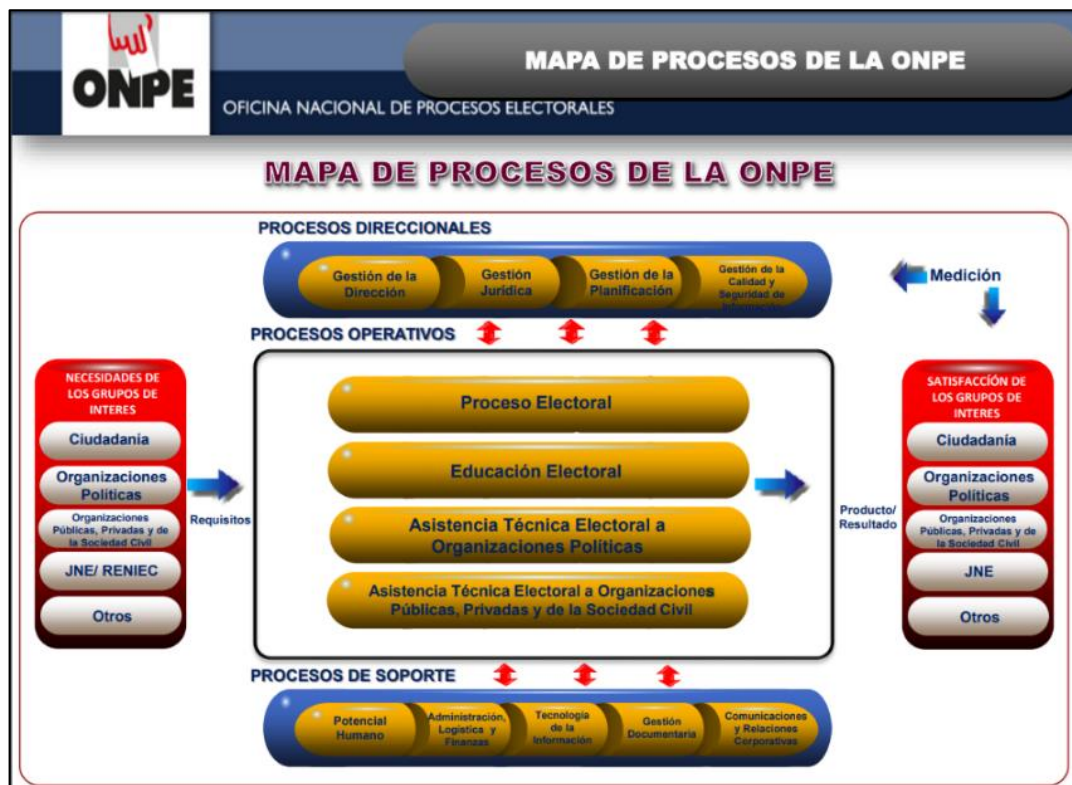 ONPE
MAPA DE PROCESOS DE LA ONPE
OFICINA NACIONAL DE PROCESOS ELECTORALES
MAPA DE PROCESOS DE LA ONPE
PROCESOS DIRECCIONALES
Gestión de la
Dirección
Gestión
Jurídica
Gestión de la
Planificación
Gestión de la
Calidad y
Seguridad de
Información
Medición
PROCESOS OPERATIVOS
NECESIDADES DE
LOS GRUPOS DE
INTERES
Ciudadanía
Organizaciones
Políticas
Organizaciones
Públicas, Privadas y de
la Sociedad Civil
JNE/ RENIEC
Otros
Requisitos
Proceso Electoral
Educación Electoral
Asistencia Técnica Electoral a
Organizaciones Políticas
Asistencia Técnica Electoral a Organizaciones
Públicas, Privadas y de la Sociedad Civil
Producto/
Resultado
SATISFACCÍÓN DE
LOS GRUPOS DE
INTERES
Ciudadanía
Organizaciones
Políticas
Organizaciones
Públicas, Privadas y de
la Sociedad Civil
JNE
Otros
PROCESOS DE SOPORTE
Potencial
Humano
Administración,
Logística y
Finanzas
Tecnología
de la
Información
Gestión
Documentaria
Comunicaciones
y Relaciones
Corporativas